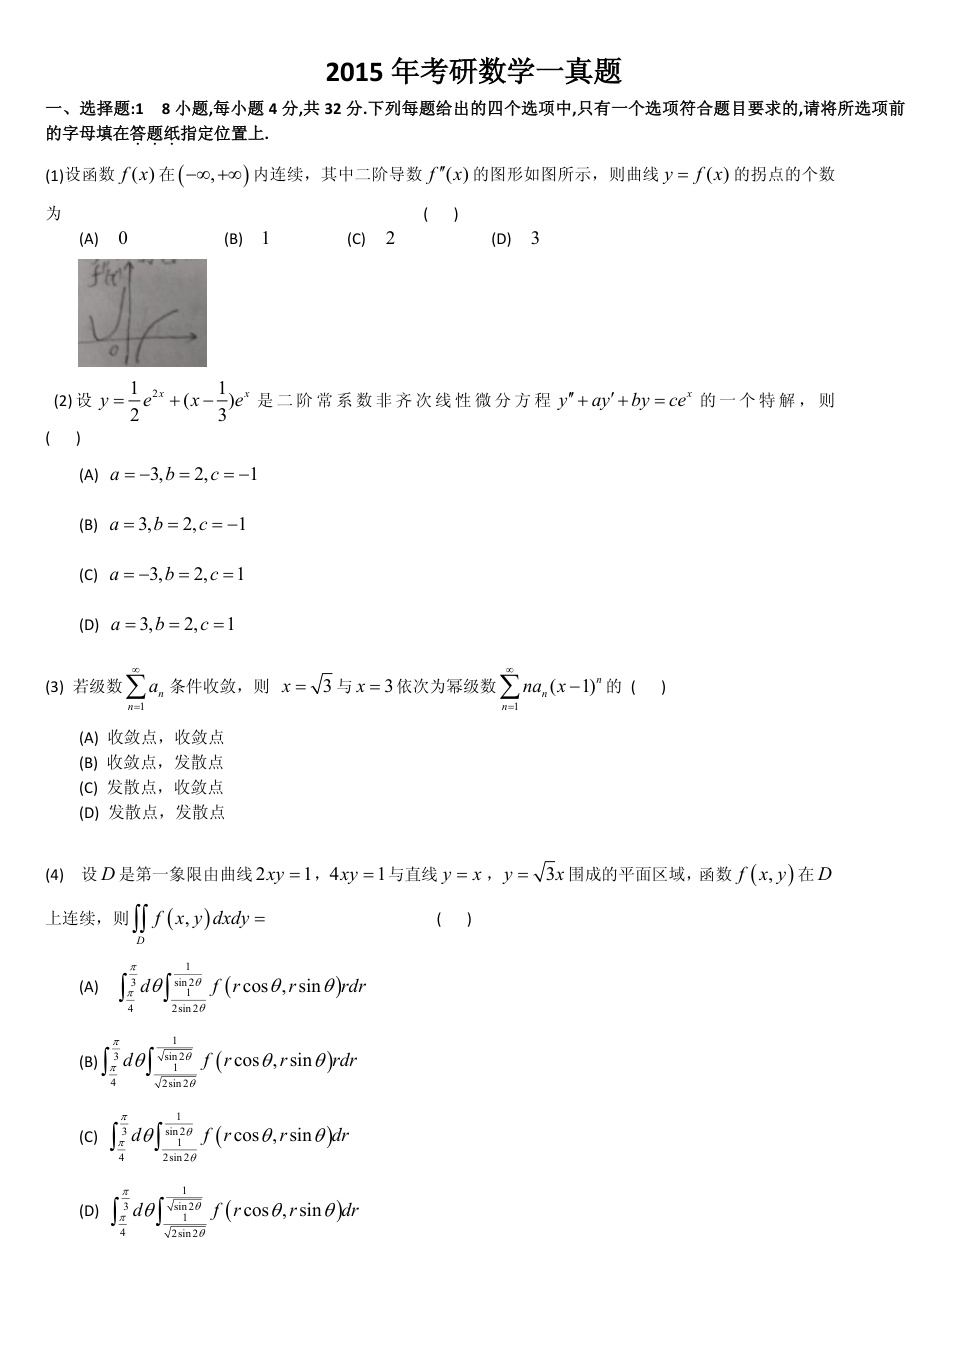 2015 年考研数学一真题
一、选择题:1 8 小题,每小题 4 分,共 32 分.下列每题给出的四个选项中,只有一个选项符合题目要求的,请将所选项前
的字母填在答题纸指定位置上.
(1)设函数 f(x) 在 (−∞,+∞) 内连续，其中二阶导数 f″(x) 的图形如图所示，则曲线 y = f(x) 的拐点的个数
为 ( )
(A) 0 (B) 1 (C) 2 (D) 3
f″(x)
0
(2) 设 y = 1/2 e^{2x} + (x − 1/3)e^x 是二阶常系数非齐次线性微分方程 y″ + ay′ + by = ce^x 的一个特解，则
( )
(A) a = −3, b = 2, c = −1
(B) a = 3, b = 2, c = −1
(C) a = −3, b = 2, c = 1
(D) a = 3, b = 2, c = 1
(3) 若级数 ∑_{n=1}^{∞} a_n 条件收敛，则 x = √3 与 x = 3 依次为幂级数 ∑_{n=1}^{∞} na_n(x−1)^n 的 ( )
(A) 收敛点，收敛点
(B) 收敛点，发散点
(C) 发散点，收敛点
(D) 发散点，发散点
(4) 设 D 是第一象限由曲线 2xy = 1，4xy = 1 与直线 y = x，y = √3x 围成的平面区域，函数 f(x, y) 在 D
上连续，则 ∬_D f(x, y)dxdy = ( )
(A) ∫_{π/4}^{π/3} dθ ∫_{1/(2sin2θ)}^{1/(sin2θ)} f(r cosθ, r sinθ)rdr
(B) ∫_{π/4}^{π/3} dθ ∫_{1/√(2sin2θ)}^{1/√(sin2θ)} f(r cosθ, r sinθ)rdr
(C) ∫_{π/4}^{π/3} dθ ∫_{1/(2sin2θ)}^{1/(sin2θ)} f(r cosθ, r sinθ)dr
(D) ∫_{π/4}^{π/3} dθ ∫_{1/√(2sin2θ)}^{1/√(sin2θ)} f(r cosθ, r sinθ)dr